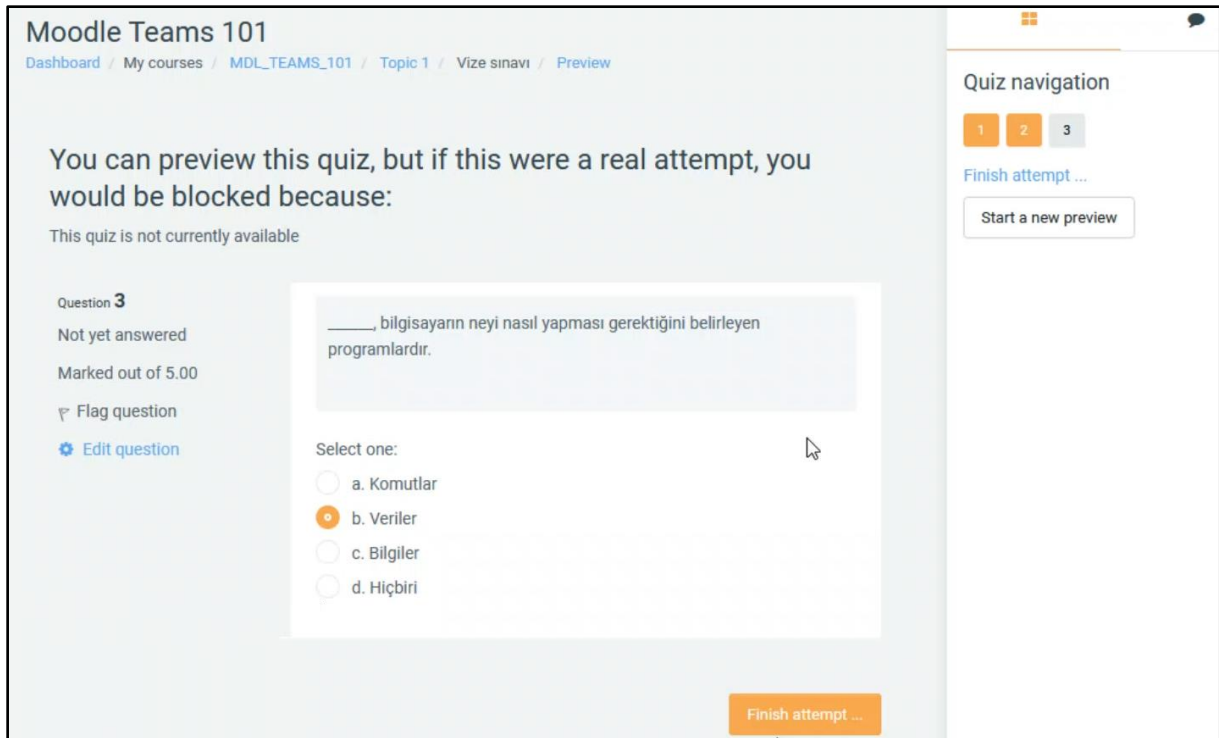 Moodle Teams 101
Dashboard / My courses / MDL_TEAMS_101 / Topic 1 / Vize sınavı / Preview
You can preview this quiz, but if this were a real attempt, you
would be blocked because:
This quiz is not currently available
Question 3
Not yet answered
Marked out of 5.00
Flag question
Edit question
______, bilgisayarın neyi nasıl yapması gerektiğini belirleyen
programlardır.
Select one:
a. Komutlar
b. Veriler
c. Bilgiler
d. Hiçbiri
Finish attempt ...
Quiz navigation
1 2 3
Finish attempt ...
Start a new preview